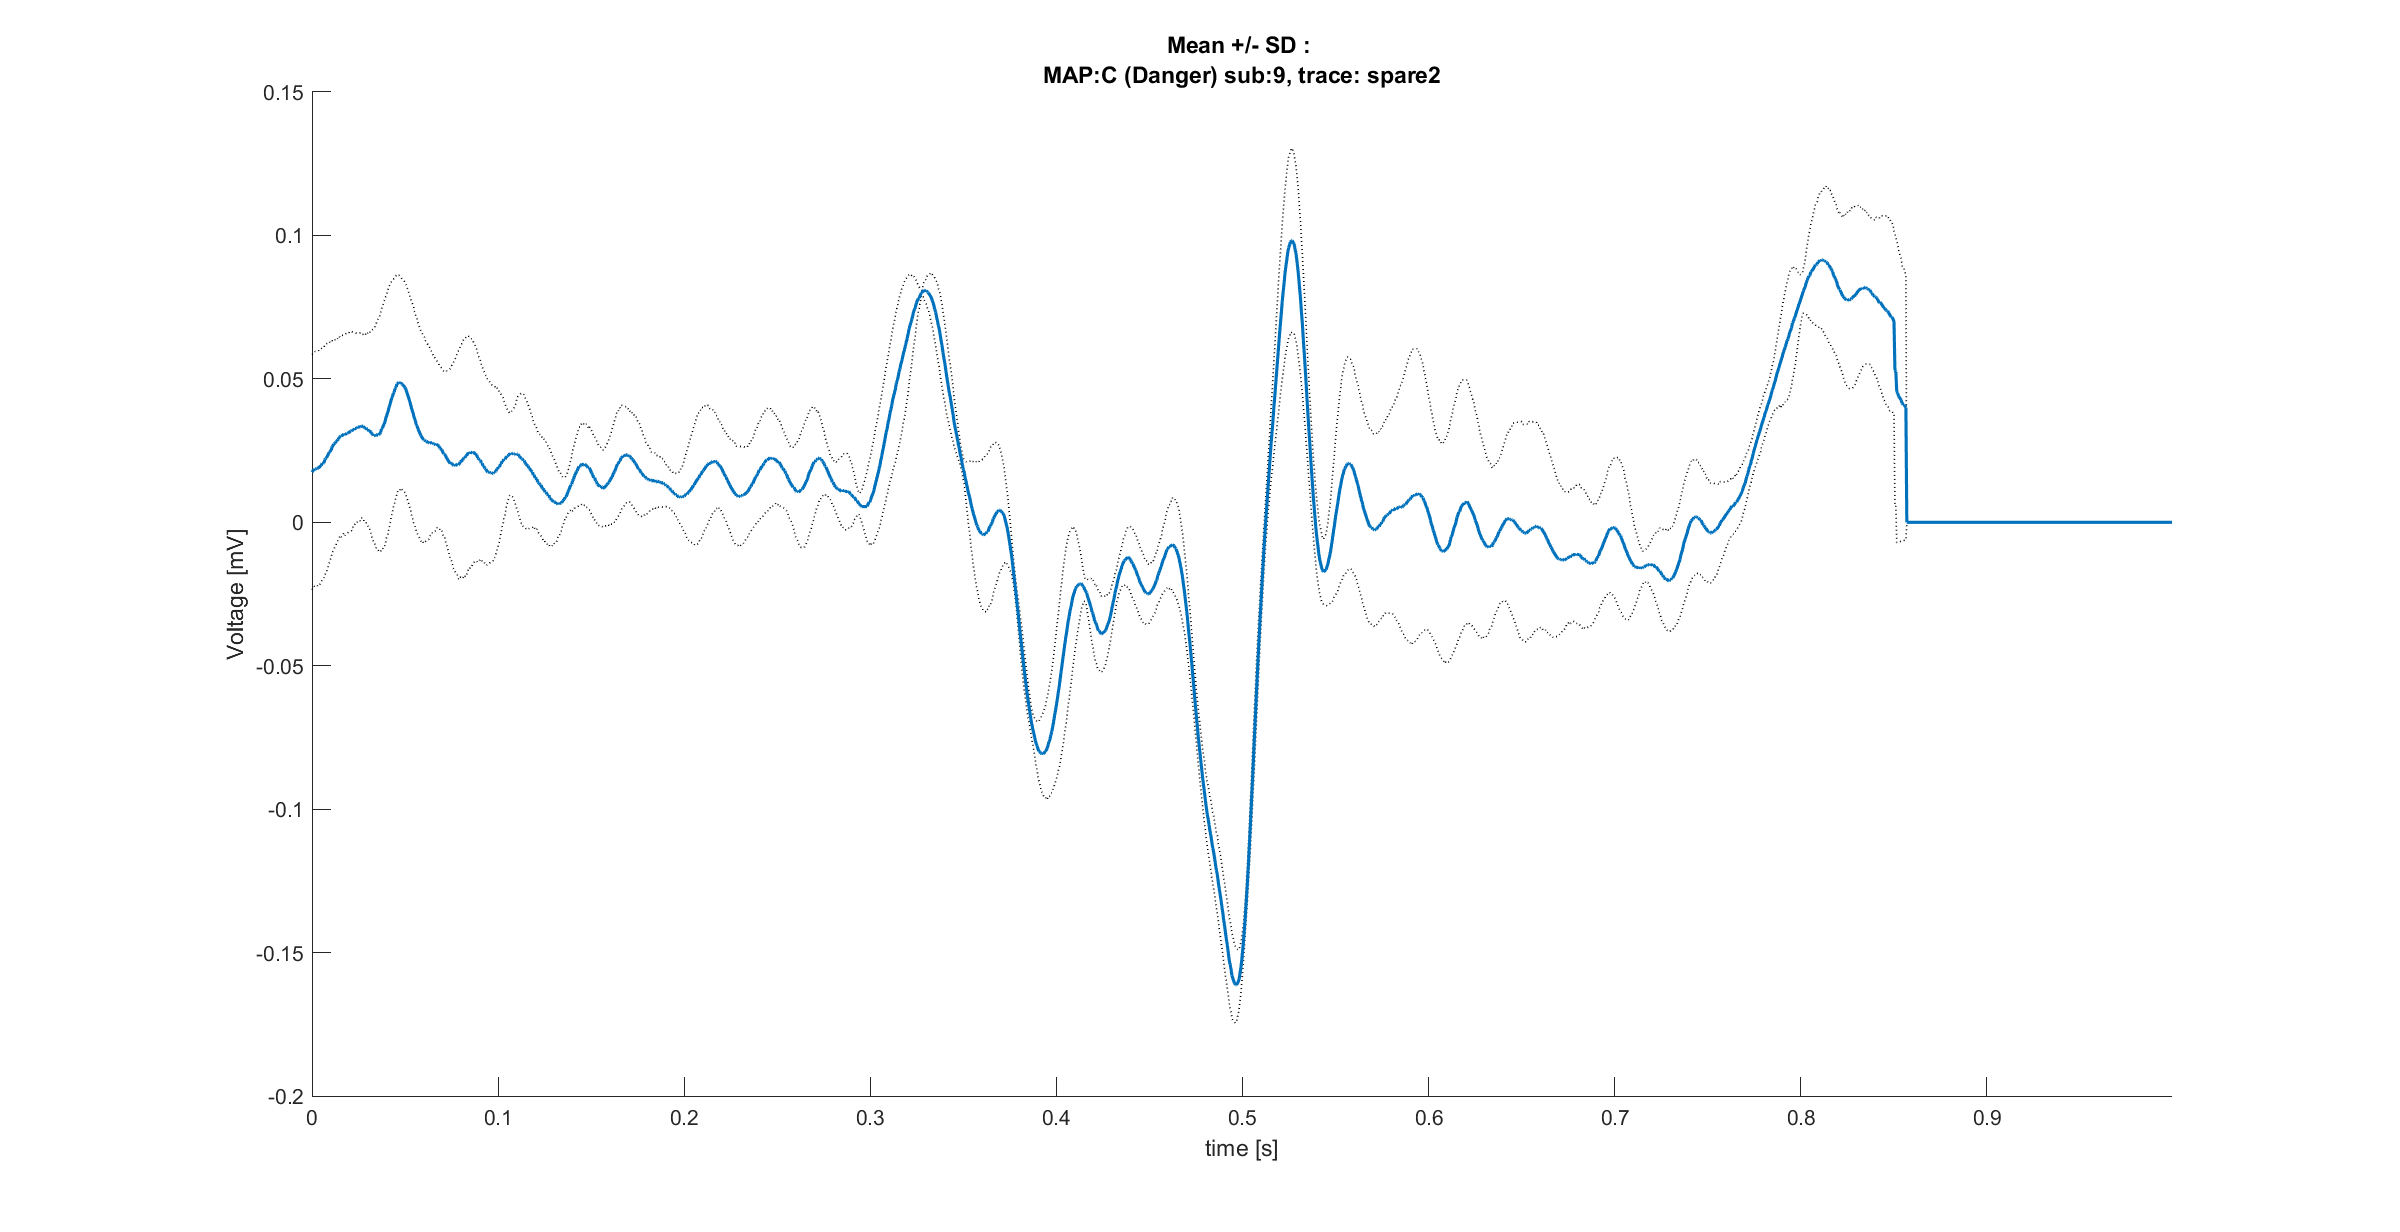 Mean +/- SD :
MAP:C (Danger) sub:9, trace: spare2
0.15
0.1
0.05
0
-0.05
-0.1
-0.15
-0.2
Voltage [mV]
0 0.1 0.2 0.3 0.4 0.5 0.6 0.7 0.8 0.9
time [s]